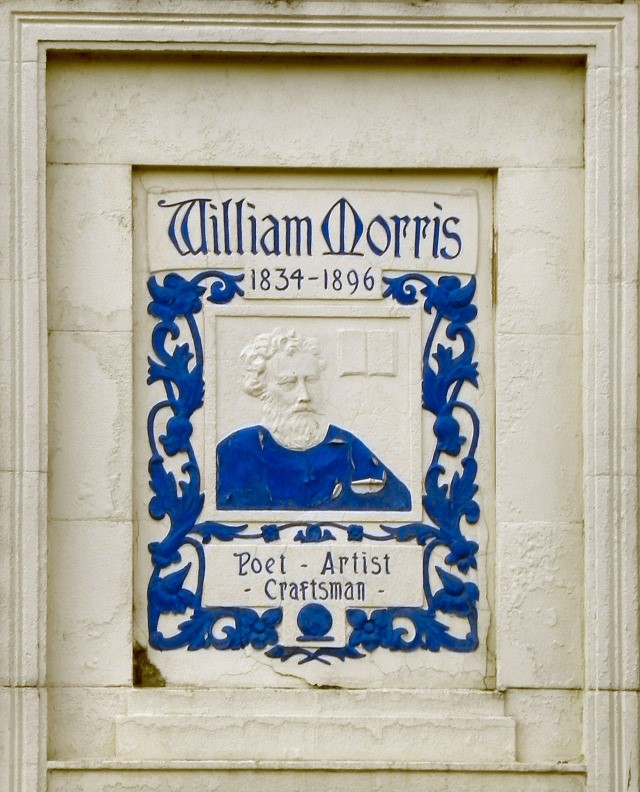 William Morris
1834-1896
Poet - Artist
- Craftsman -